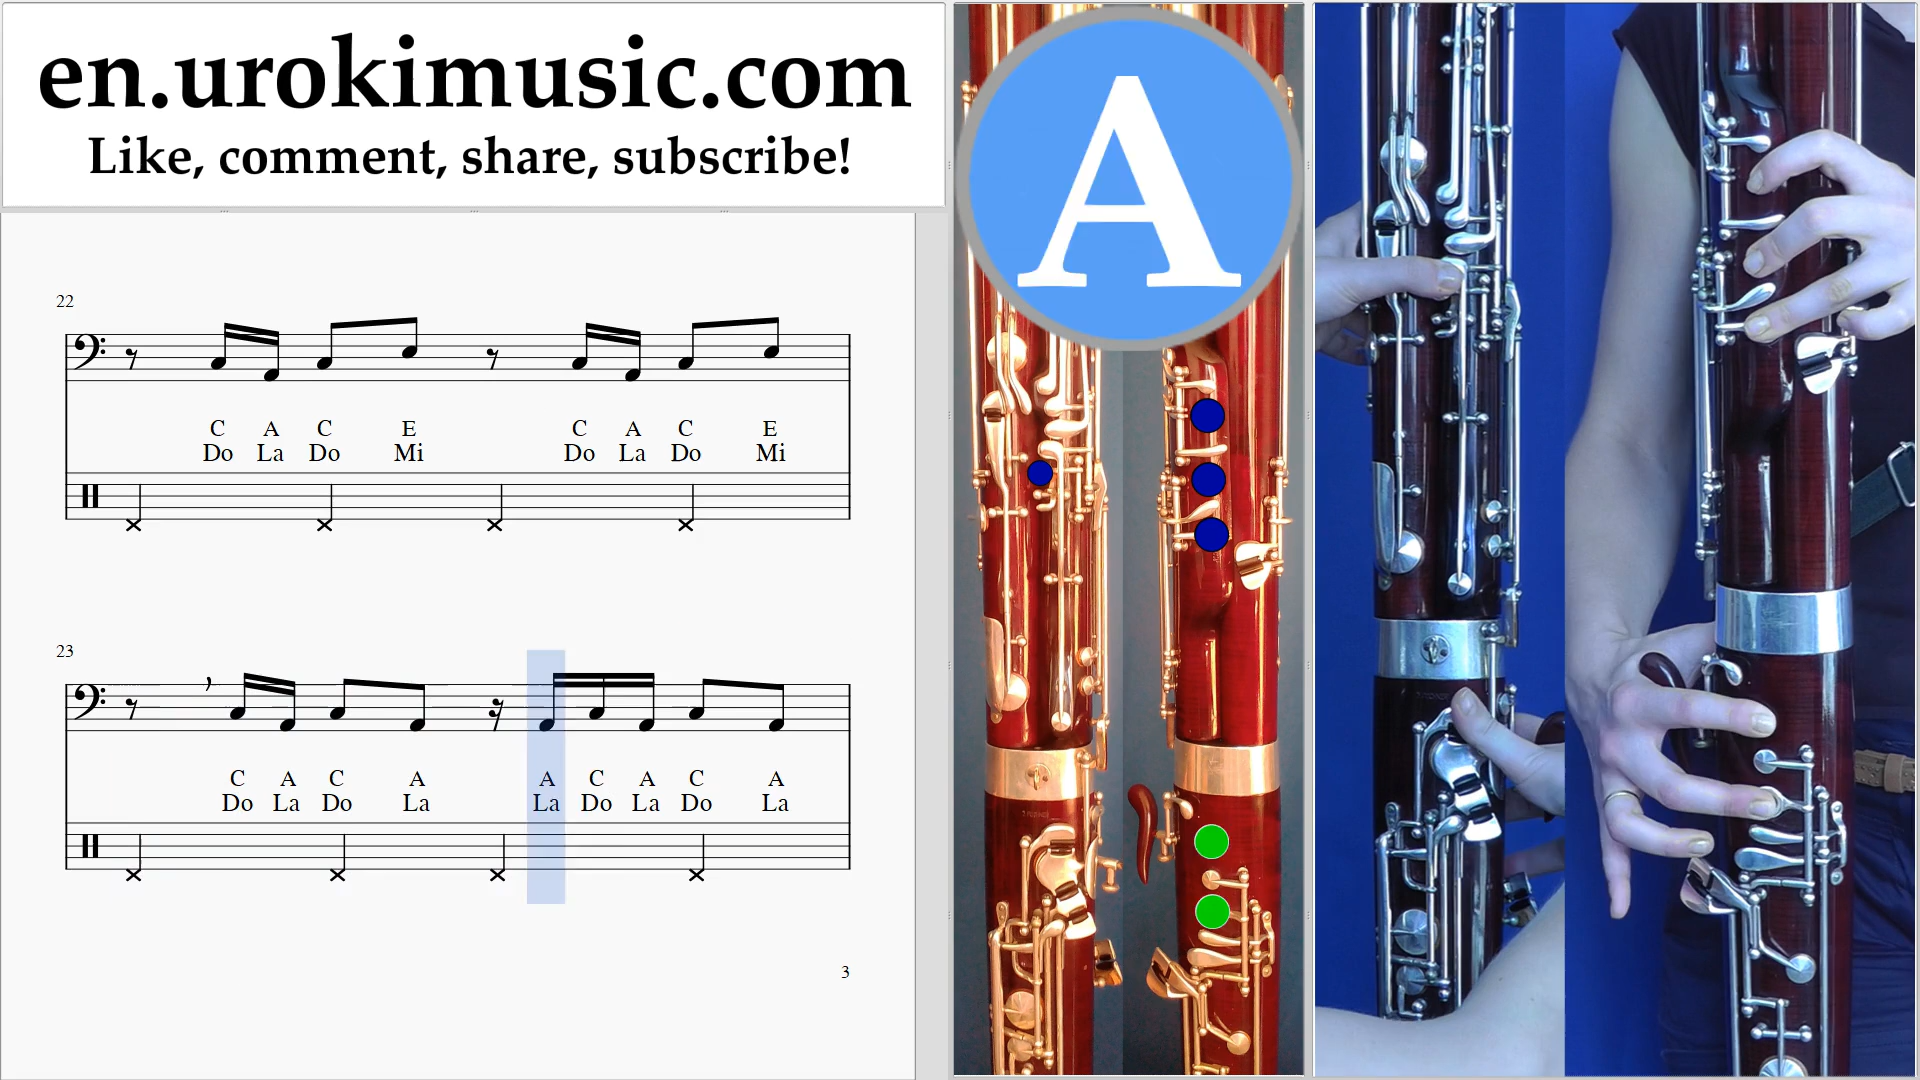 en.urokimusic.com
Like, comment, share, subscribe!
A
22
C A C E C A C E
Do La Do Mi Do La Do Mi
23
C A C A A C A C A
Do La Do La La Do La Do La
3